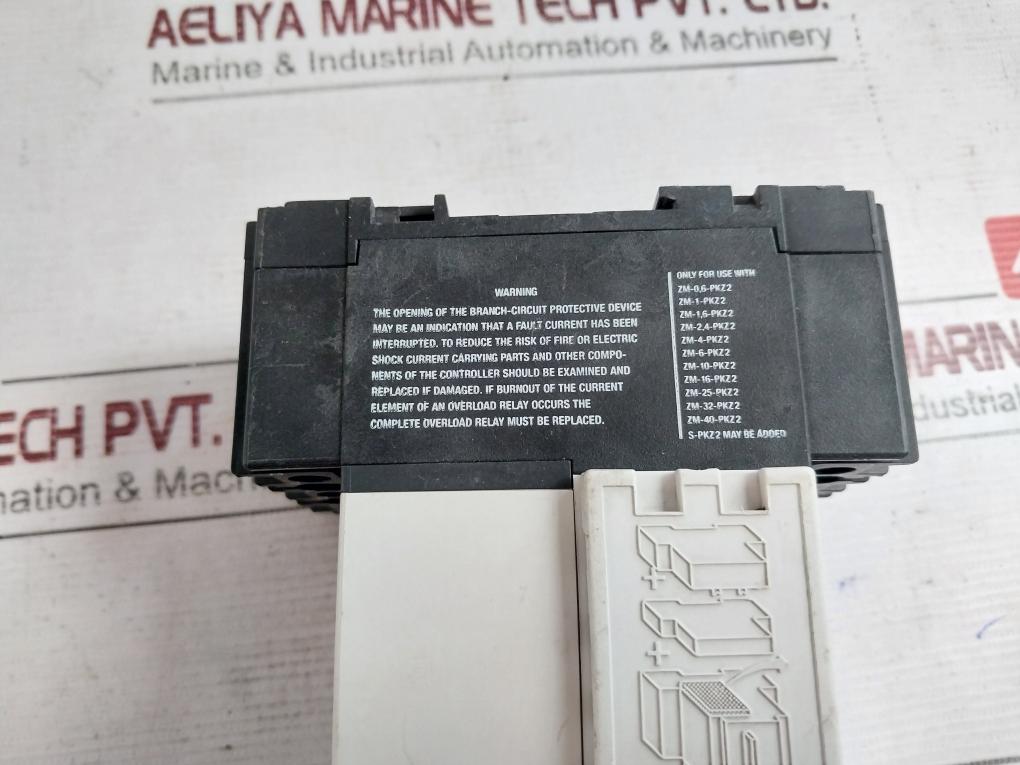 AELIYA MARINE TECH PVT. LTD.
Marine & Industrial Automation & Machinery
WARNING
THE OPENING OF THE BRANCH-CIRCUIT PROTECTIVE DEVICE
MAY BE AN INDICATION THAT A FAULT CURRENT HAS BEEN
INTERRUPTED. TO REDUCE THE RISK OF FIRE OR ELECTRIC
SHOCK CURRENT CARRYING PARTS AND OTHER COMPO-
NENTS OF THE CONTROLLER SHOULD BE EXAMINED AND
REPLACED IF DAMAGED. IF BURNOUT OF THE CURRENT
ELEMENT OF AN OVERLOAD RELAY OCCURS THE
COMPLETE OVERLOAD RELAY MUST BE REPLACED.
ONLY FOR USE WITH
ZM-0,6-PKZ2
ZM-1-PKZ2
ZM-1,6-PKZ2
ZM-2,4-PKZ2
ZM-4-PKZ2
ZM-6-PKZ2
ZM-10-PKZ2
ZM-16-PKZ2
ZM-25-PKZ2
ZM-32-PKZ2
ZM-40-PKZ2
S-PKZ2 MAY BE ADDED
TECH PVT.
mation & Mach
MARIN
dustrial